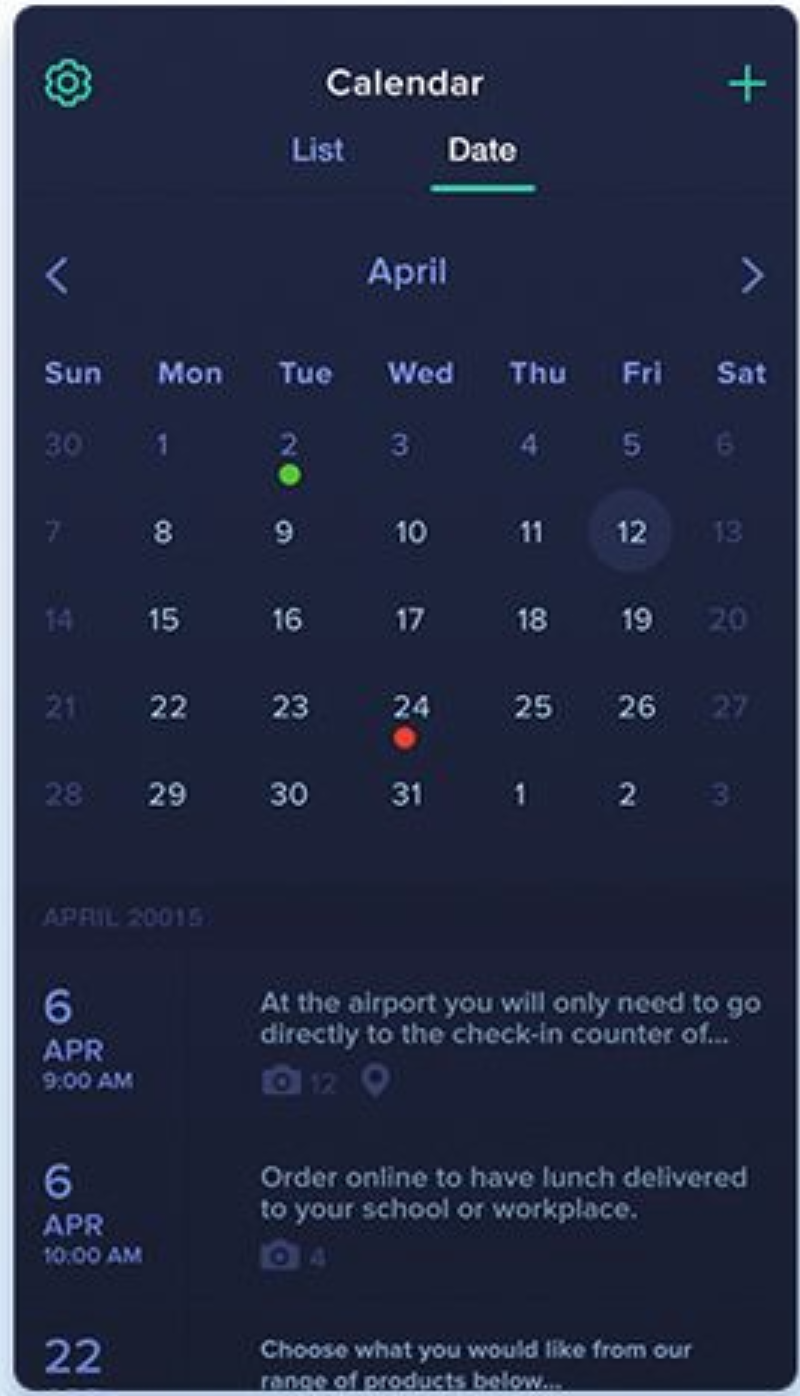 Calendar
List Date
April
Sun Mon Tue Wed Thu Fri Sat
30 1 2 3 4 5 6
7 8 9 10 11 12 13
14 15 16 17 18 19 20
21 22 23 24 25 26 27
28 29 30 31 1 2 3
APRIL 20015
6
APR
9:00 AM
At the airport you will only need to go
directly to the check-in counter of...
12
6
APR
10:00 AM
Order online to have lunch delivered
to your school or workplace.
4
22
Choose what you would like from our
range of products below...